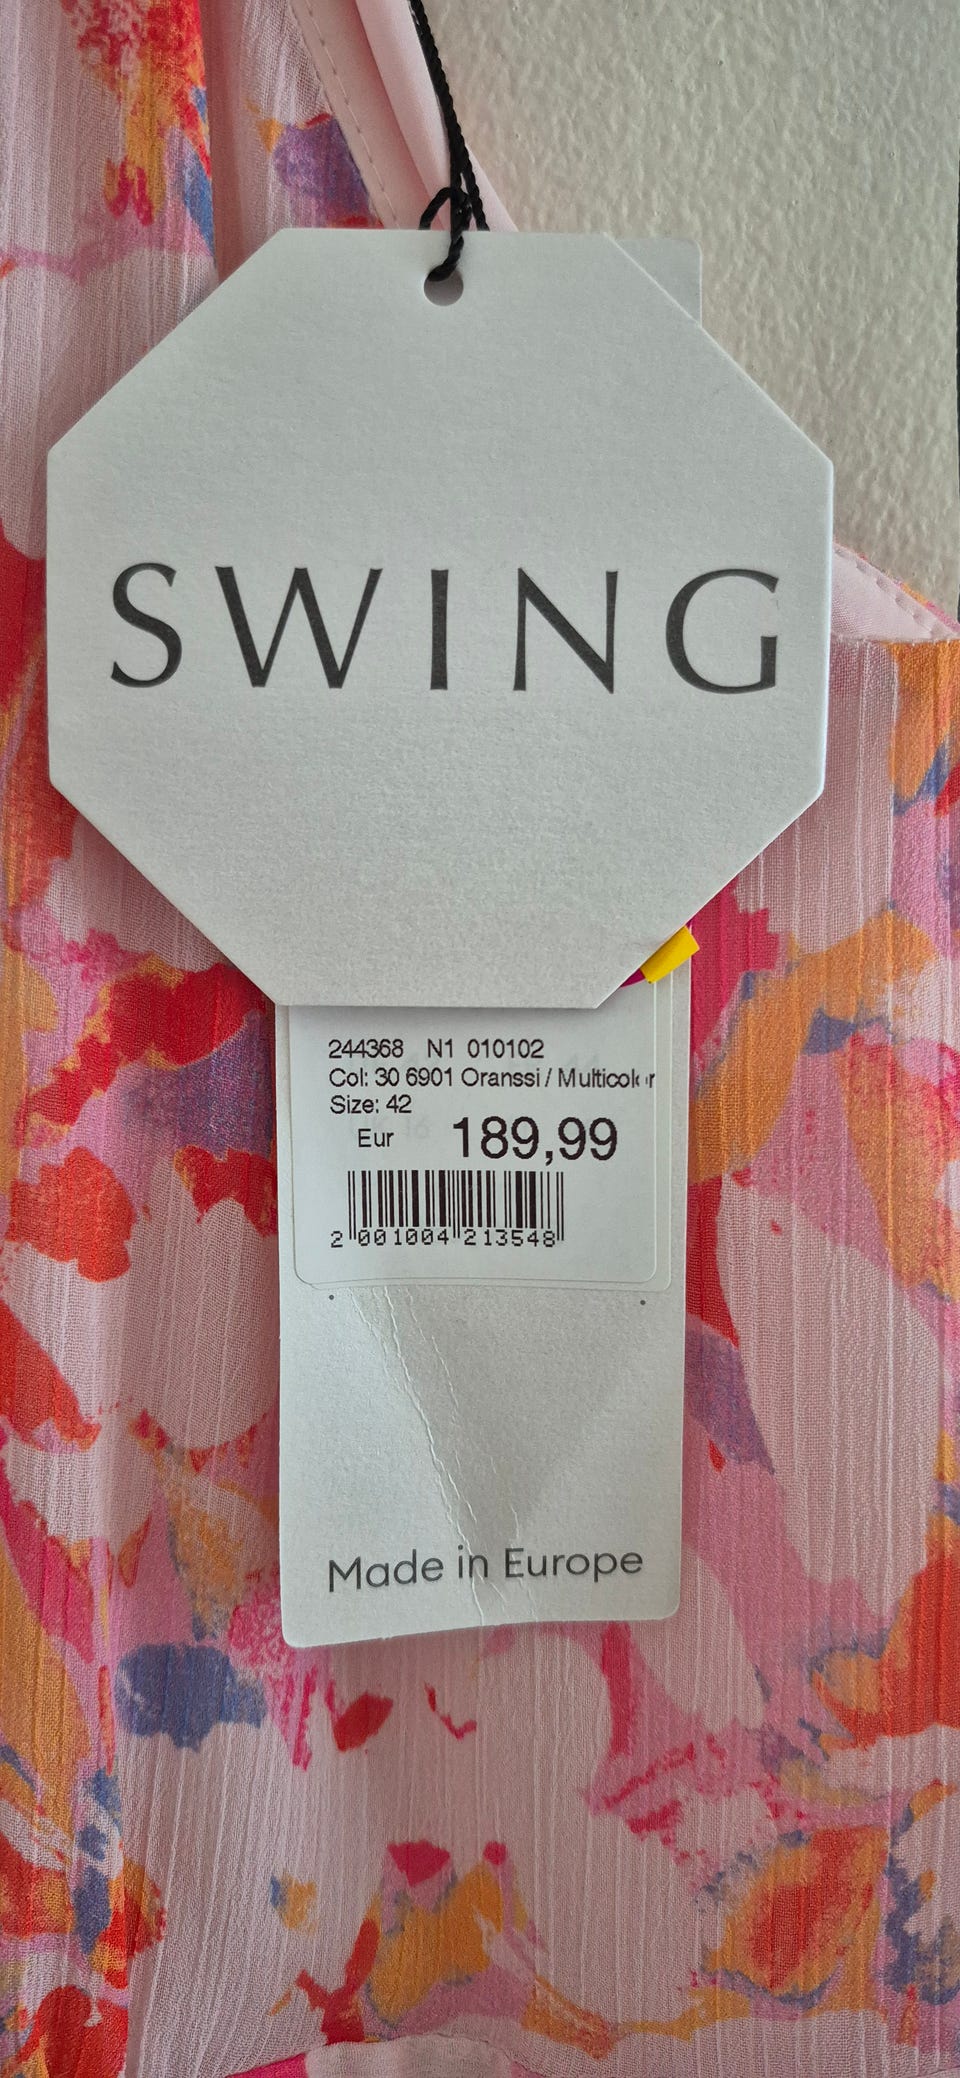 SWING
244368 N1 010102
Col: 30 6901 Oranssi / Multicolor
Size: 42
Eur 189,99
2 001004 213548
Made in Europe